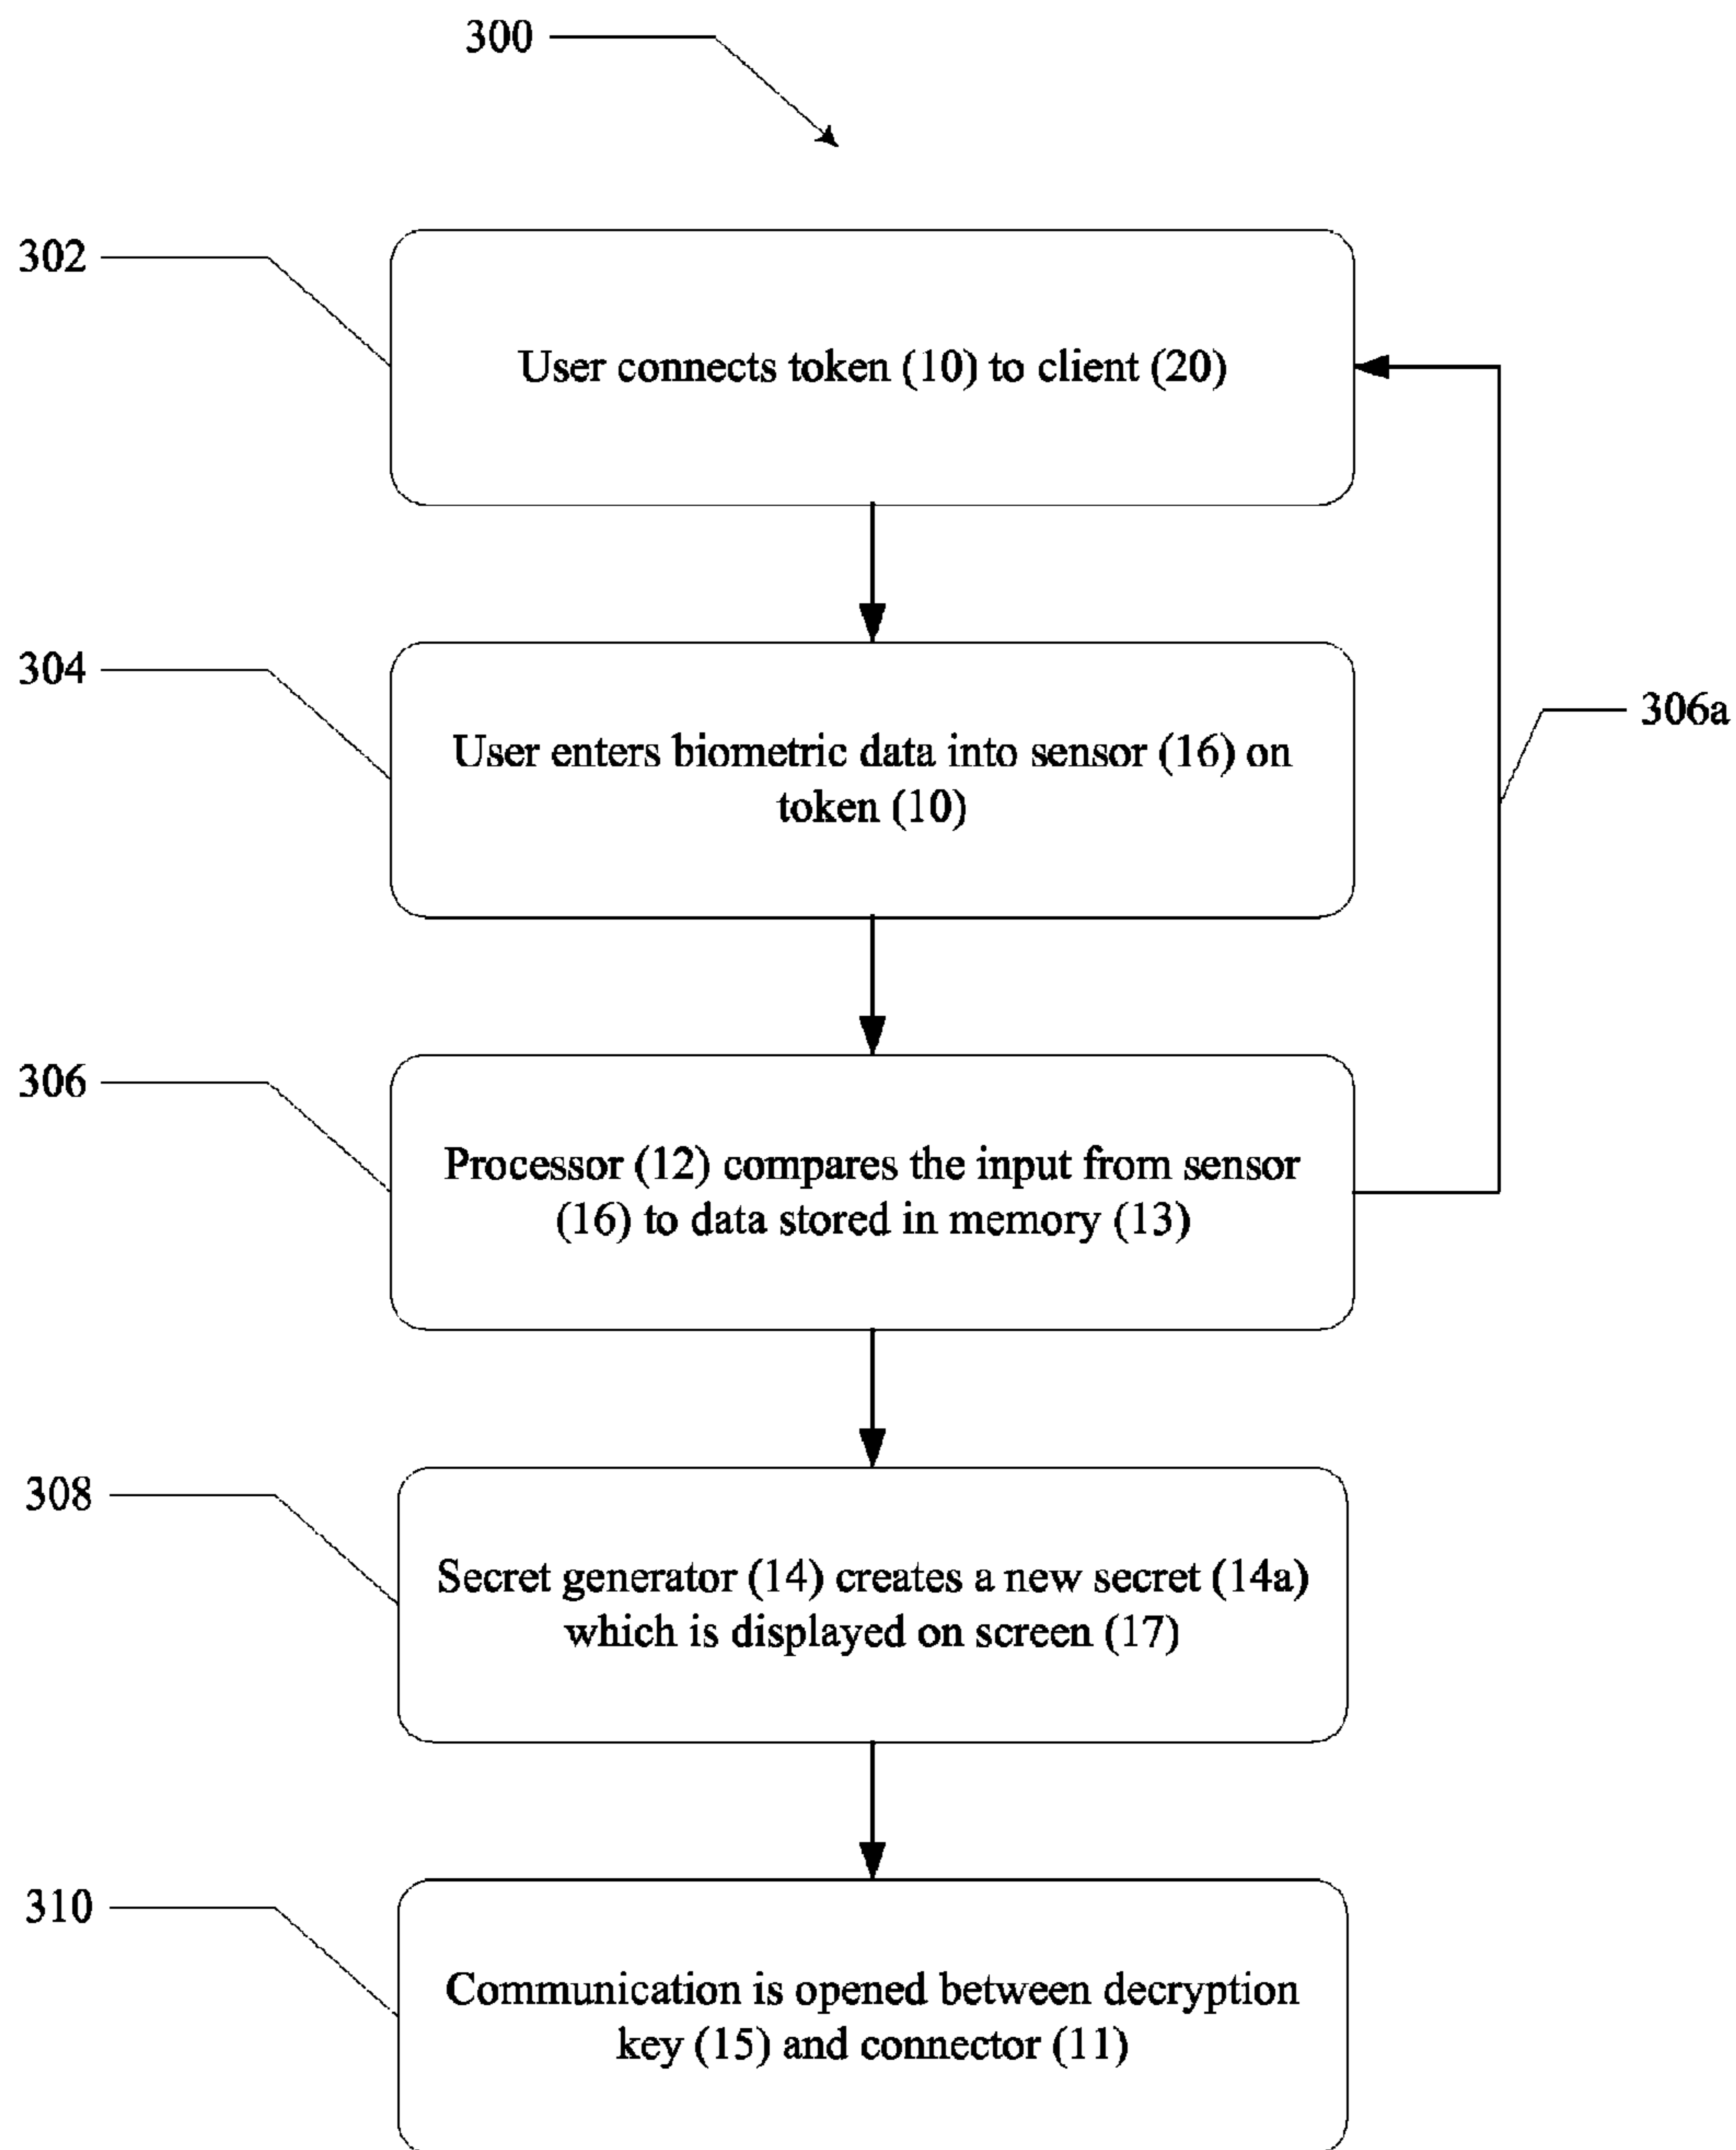 300
302
User connects token (10) to client (20)
304
User enters biometric data into sensor (16) on
token (10)
306a
306
Processor (12) compares the input from sensor
(16) to data stored in memory (13)
308
Secret generator (14) creates a new secret (14a)
which is displayed on screen (17)
310
Communication is opened between decryption
key (15) and connector (11)